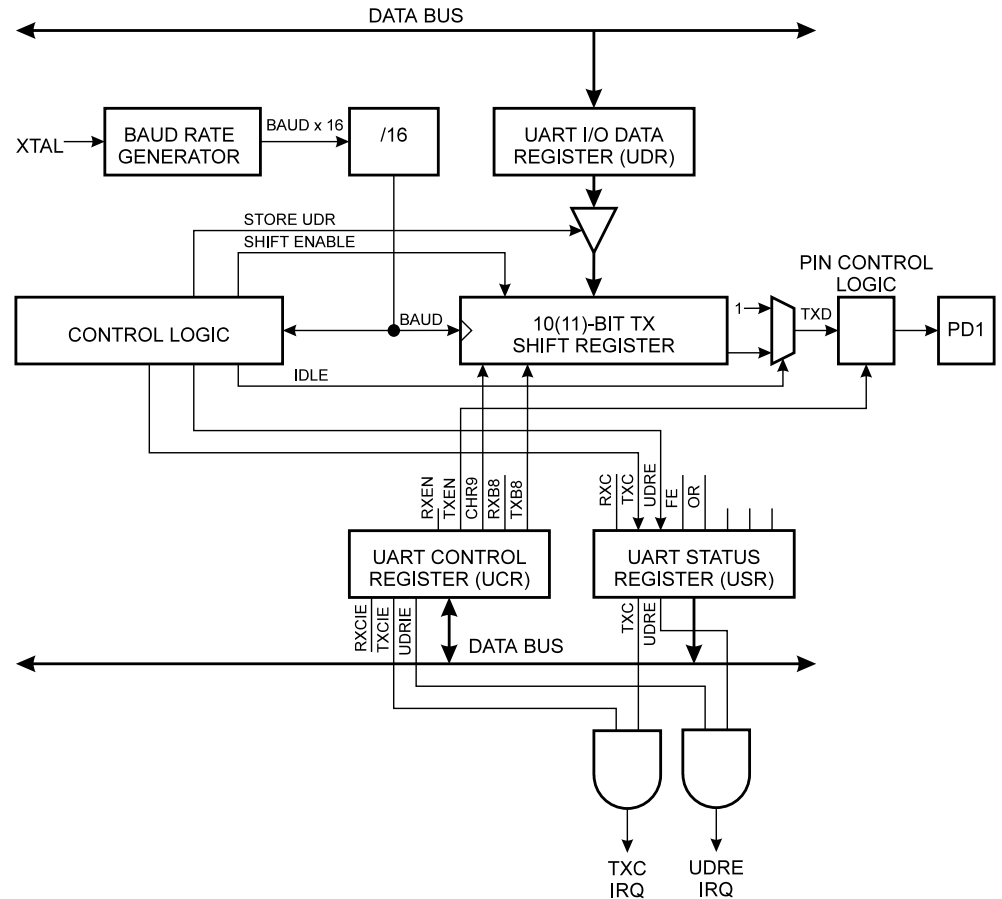 DATA BUS
XTAL
BAUD RATE
GENERATOR
BAUD x 16
/16
UART I/O DATA
REGISTER (UDR)
STORE UDR
SHIFT ENABLE
PIN CONTROL
LOGIC
CONTROL LOGIC
BAUD
10(11)-BIT TX
SHIFT REGISTER
1
TXD
PD1
IDLE
RXEN
TXEN
CHR9
RXB8
TXB8
RXC
TXC
UDRE
FE
OR
UART CONTROL
REGISTER (UCR)
UART STATUS
REGISTER (USR)
RXCIE
TXCIE
UDRIE
TXC
UDRE
DATA BUS
TXC
IRQ
UDRE
IRQ